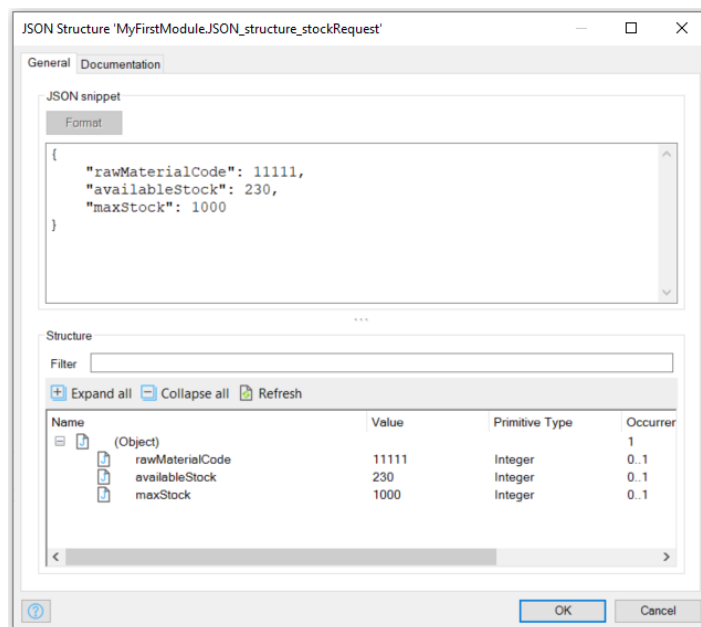 JSON Structure 'MyFirstModule.JSON_structure_stockRequest'
General Documentation
JSON snippet
Format
{
"rawMaterialCode": 11111,
"availableStock": 230,
"maxStock": 1000
}
Structure
Filter
Expand all Collapse all Refresh
Name Value Primitive Type Occurren
(Object) 1
rawMaterialCode 11111 Integer 0..1
availableStock 230 Integer 0..1
maxStock 1000 Integer 0..1
OK Cancel